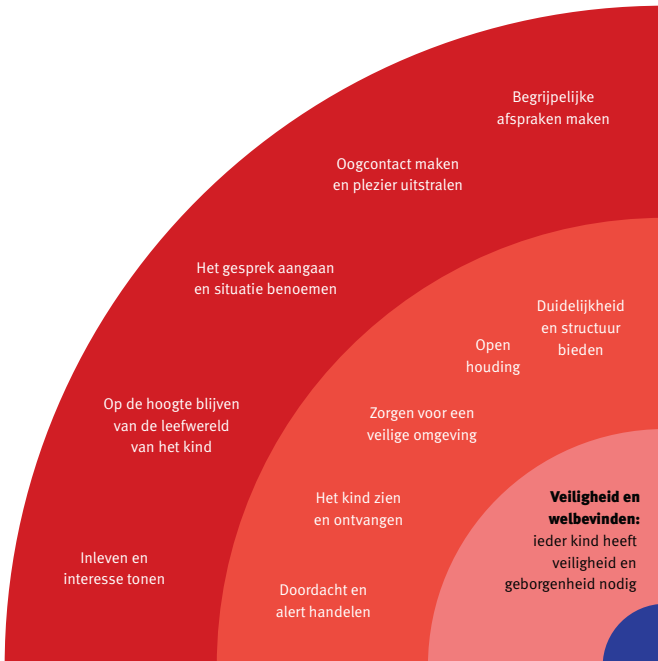 Begrijpelijke
afspraken maken
Oogcontact maken
en plezier uitstralen
Het gesprek aangaan
en situatie benoemen
Op de hoogte blijven
van de leefwereld
van het kind
Inleven en
interesse tonen
Duidelijkheid
en structuur
bieden
Open
houding
Zorgen voor een
veilige omgeving
Het kind zien
en ontvangen
Doordacht en
alert handelen
Veiligheid en
welbevinden:
ieder kind heeft
veiligheid en
geborgenheid nodig